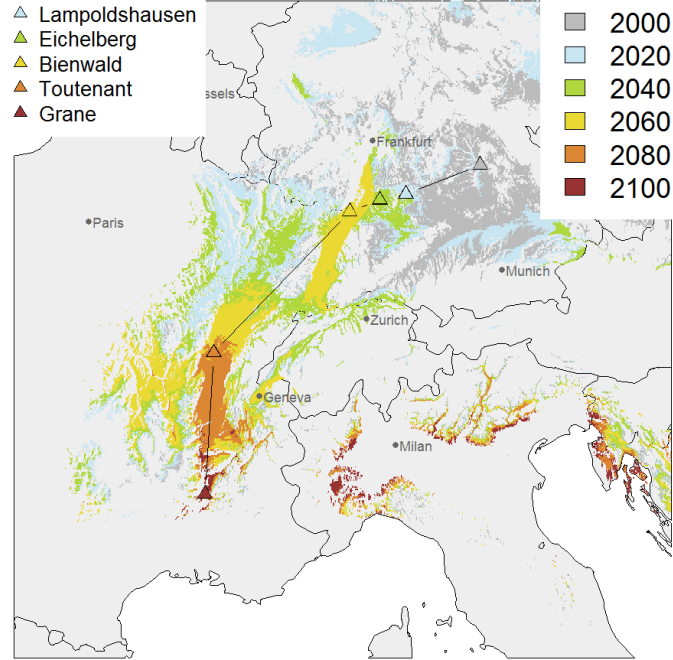 Lampoldshausen
Eichelberg
Bienwald
Toutenant
Grane
2000
2020
2040
2060
2080
2100
ssels
Frankfurt
Paris
Munich
Zurich
Geneva
Milan